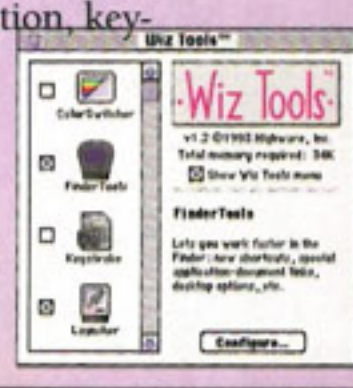 tion, key-
Wiz Tools™
ColorSwitcher
FinderTools
Keystroke
Launcher
Wiz Tools™
v1.2 ©1993 Highware, Inc.
Total memory required: 34K
Show Wiz Tools menu
FinderTools
Lets you work faster in the
Finder: new shortcuts, special
application-document links,
desktop options, etc.
Configure...